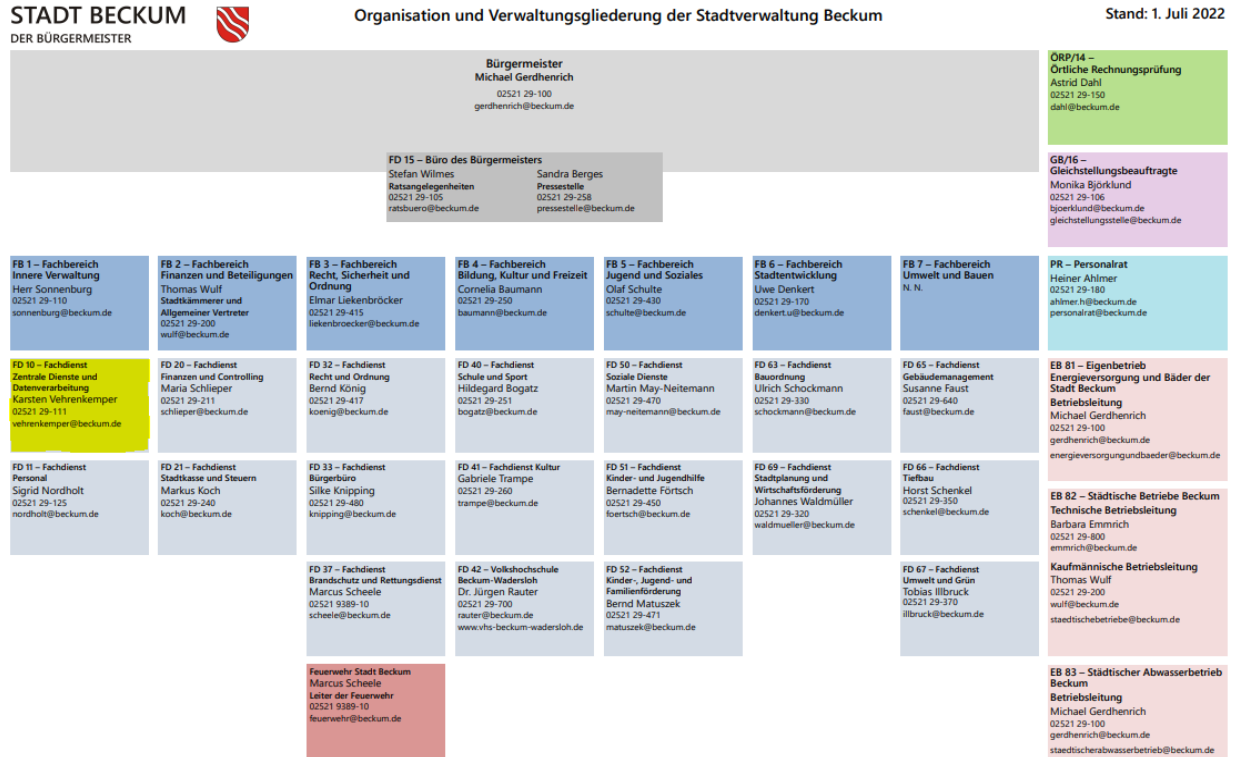 STADT BECKUM
DER BÜRGERMEISTER
Organisation und Verwaltungsgliederung der Stadtverwaltung Beckum
Stand: 1. Juli 2022
Bürgermeister
Michael Gerdhenrich
02521 29-100
gerdhenrich@beckum.de
FD 15 – Büro des Bürgermeisters
Stefan Wilmes
Ratsangelegenheiten
02521 29-105
ratsbuero@beckum.de
Sandra Berges
Pressestelle
02521 29-258
pressestelle@beckum.de
ÖRP/14 –
Örtliche Rechnungsprüfung
Astrid Dahl
02521 29-150
dahl@beckum.de
GB/16 –
Gleichstellungsbeauftragte
Monika Björklund
02521 29-106
bjoerklund@beckum.de
gleichstellungsstelle@beckum.de
FB 1 – Fachbereich
Innere Verwaltung
Herr Sonnenburg
02521 29-110
sonnenburg@beckum.de
FB 2 – Fachbereich
Finanzen und Beteiligungen
Thomas Wulf
Stadtkämmerer und
Allgemeiner Vertreter
02521 29-200
wulf@beckum.de
FB 3 – Fachbereich
Recht, Sicherheit und
Ordnung
Elmar Liekenbröcker
02521 29-415
liekenbroecker@beckum.de
FB 4 – Fachbereich
Bildung, Kultur und Freizeit
Cornelia Baumann
02521 29-250
baumann@beckum.de
FB 5 – Fachbereich
Jugend und Soziales
Olaf Schulte
02521 29-430
schulte@beckum.de
FB 6 – Fachbereich
Stadtentwicklung
Uwe Denkert
02521 29-170
denkert.u@beckum.de
FB 7 – Fachbereich
Umwelt und Bauen
N. N.
PR – Personalrat
Heiner Ahlmer
02521 29-180
ahlmer.h@beckum.de
personalrat@beckum.de
FD 10 – Fachdienst
Zentrale Dienste und
Datenverarbeitung
Karsten Vehrenkemper
02521 29-111
vehrenkemper@beckum.de
FD 20 – Fachdienst
Finanzen und Controlling
Maria Schlieper
02521 29-211
schlieper@beckum.de
FD 32 – Fachdienst
Recht und Ordnung
Bernd König
02521 29-417
koenig@beckum.de
FD 40 – Fachdienst
Schule und Sport
Hildegard Bogatz
02521 29-251
bogatz@beckum.de
FD 50 – Fachdienst
Soziale Dienste
Martin May-Neitemann
02521 29-470
may-neitemann@beckum.de
FD 63 – Fachdienst
Bauordnung
Ulrich Schockmann
02521 29-330
schockmann@beckum.de
FD 65 – Fachdienst
Gebäudemanagement
Susanne Faust
02521 29-640
faust@beckum.de
EB 81 – Eigenbetrieb
Energieversorgung und Bäder der
Stadt Beckum
Betriebsleitung
Michael Gerdhenrich
02521 29-100
gerdhenrich@beckum.de
energieversorgungundbaeder@beckum.de
FD 11 – Fachdienst
Personal
Sigrid Nordholt
02521 29-125
nordholt@beckum.de
FD 21 – Fachdienst
Stadtkasse und Steuern
Markus Koch
02521 29-240
koch@beckum.de
FD 33 – Fachdienst
Bürgerbüro
Silke Knipping
02521 29-480
knipping@beckum.de
FD 41 – Fachdienst Kultur
Gabriele Trampe
02521 29-260
trampe@beckum.de
FD 51 – Fachdienst
Kinder- und Jugendhilfe
Bernadette Förtsch
02521 29-450
foertsch@beckum.de
FD 69 – Fachdienst
Stadtplanung und
Wirtschaftsförderung
Johannes Waldmüller
02521 29-320
waldmueller@beckum.de
FD 66 – Fachdienst
Tiefbau
Horst Schenkel
02521 29-350
schenkel@beckum.de
EB 82 – Städtische Betriebe Beckum
Technische Betriebsleitung
Barbara Emmrich
02521 29-800
emmrich@beckum.de
Kaufmännische Betriebsleitung
Thomas Wulf
02521 29-200
wulf@beckum.de
staedtischebetriebe@beckum.de
FD 37 – Fachdienst
Brandschutz und Rettungsdienst
Marcus Scheele
02521 9389-10
scheele@beckum.de
FD 42 – Volkshochschule
Beckum-Wadersloh
Dr. Jürgen Rauter
02521 29-700
rauter@beckum.de
www.vhs-beckum-wadersloh.de
FD 52 – Fachdienst
Kinder-, Jugend- und
Familienförderung
Bernd Matuszek
02521 29-471
matuszek@beckum.de
FD 67 – Fachdienst
Umwelt und Grün
Tobias Illbruck
02521 29-370
illbruck@beckum.de
Feuerwehr Stadt Beckum
Marcus Scheele
Leiter der Feuerwehr
02521 9389-10
feuerwehr@beckum.de
EB 83 – Städtischer Abwasserbetrieb
Beckum
Betriebsleitung
Michael Gerdhenrich
02521 29-100
gerdhenrich@beckum.de
staedtischerabwasserbetrieb@beckum.de